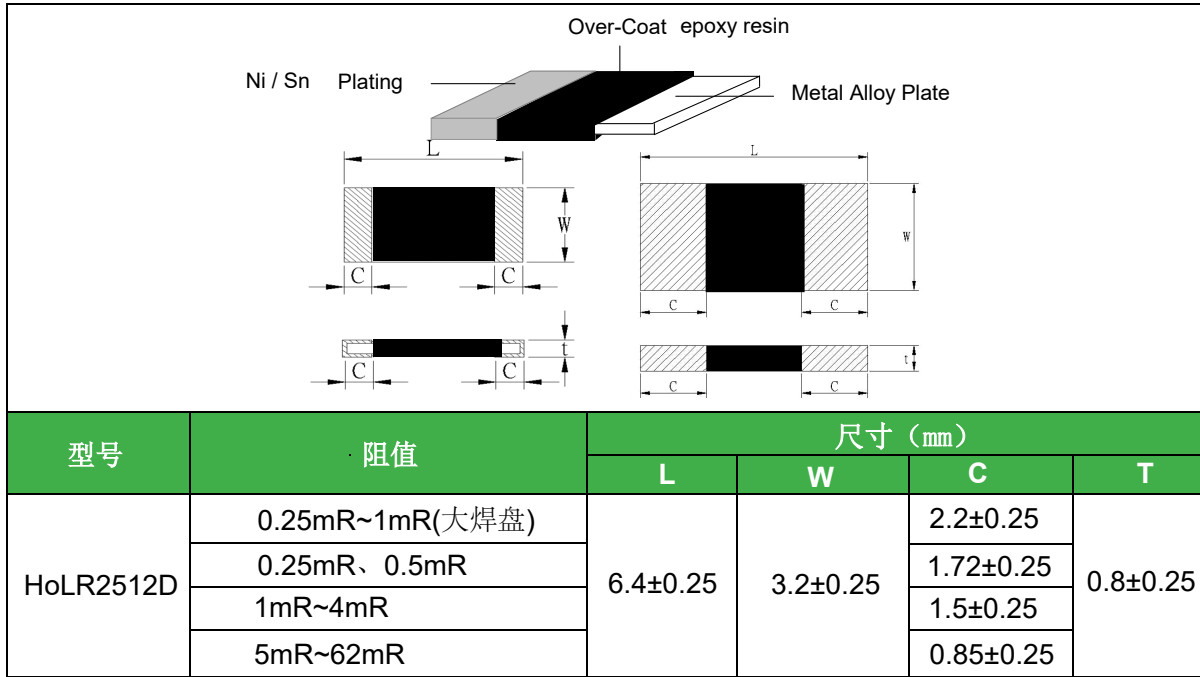 Over-Coat epoxy resin
Ni / Sn Plating
Metal Alloy Plate
L
L
W
W
C C
C C
t
t
C C
C C
型号 阻值 尺寸（mm）
L W C T
HoLR2512D 6.4±0.25 3.2±0.25 0.8±0.25
0.25mR~1mR(大焊盘) 2.2±0.25
0.25mR、0.5mR 1.72±0.25
1mR~4mR 1.5±0.25
5mR~62mR 0.85±0.25